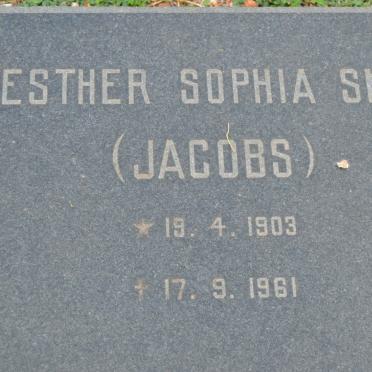 ESTHER SOPHIA
(JACOBS)
* 19. 4. 1903
† 17. 9. 1961